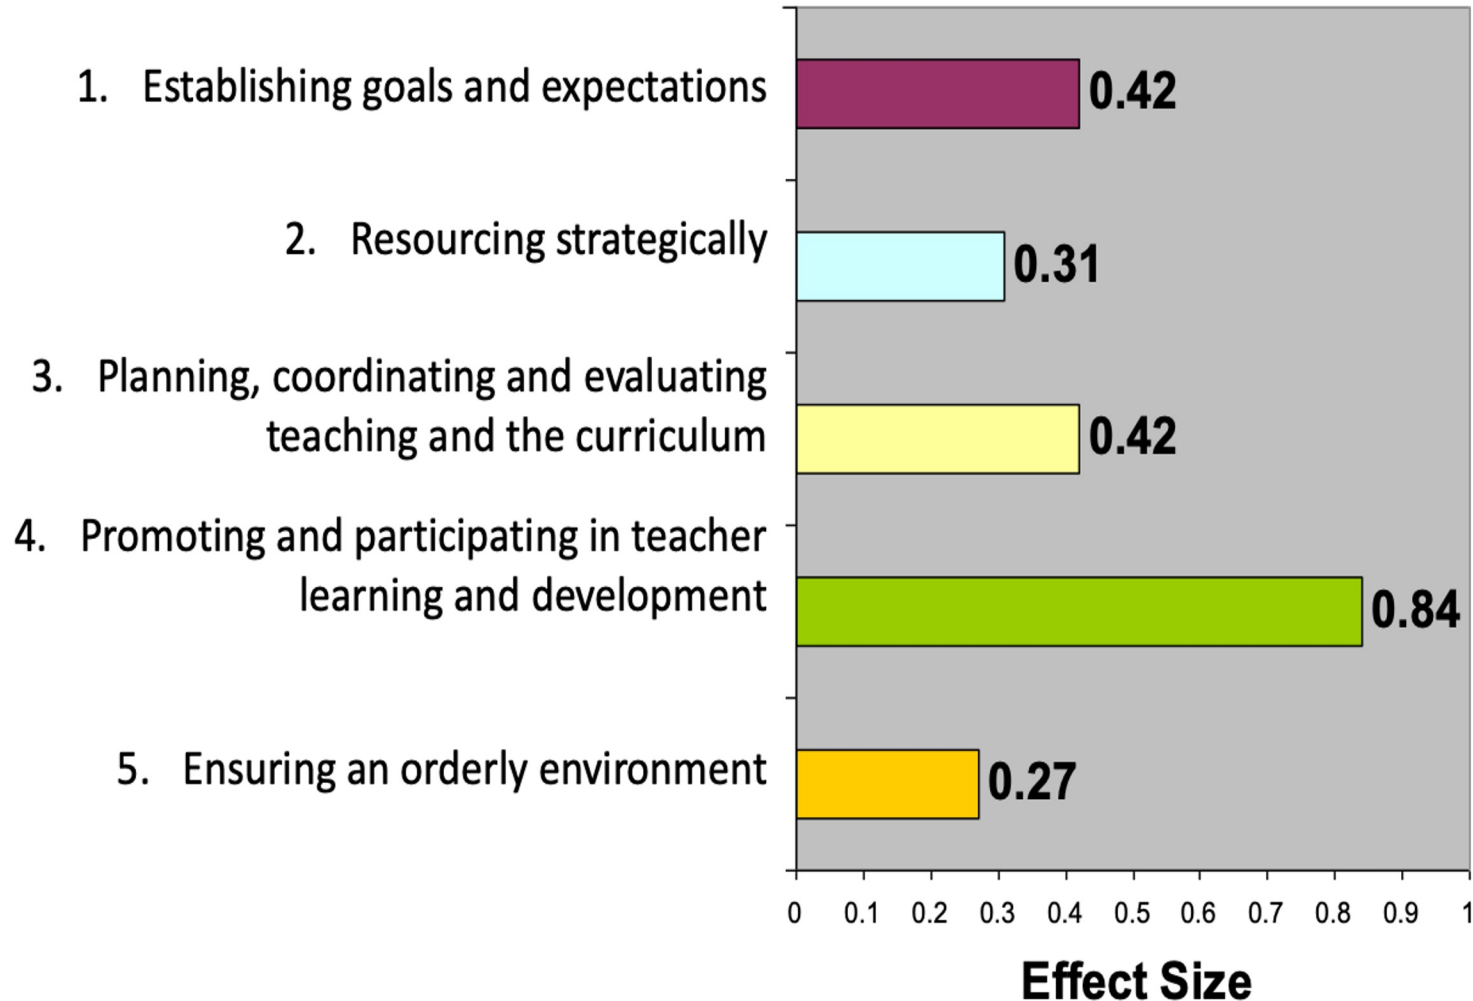 1. Establishing goals and expectations
0.42
2. Resourcing strategically
0.31
3. Planning, coordinating and evaluating
teaching and the curriculum
0.42
4. Promoting and participating in teacher
learning and development
0.84
5. Ensuring an orderly environment
0.27
0 0.1 0.2 0.3 0.4 0.5 0.6 0.7 0.8 0.9 1
Effect Size